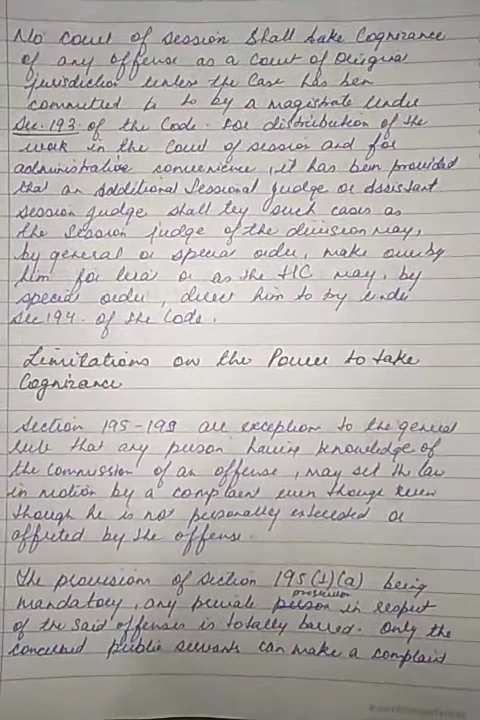 No Court of Session Shall take Cognizance
of any offense as a Court of Origina
jurisdiction unless the Case has ben
committed to to by a magistrate under
Sec. 193. of the Code. For distribution of the
work in the Court of session and for
administrative convenience, it has been provided
that an additional Sessional judge or assistant
session judge shall try such cases as
the session judge of the division may,
by general or special order, make over by
him for or as the HC may, by
special order, direct him to by under
Sec 194. of the Code.
Limitations on the Power to take
Cognizance
Section 195-199 are exception to the general
rule that any person having knowledge of
the Commission of an offense, may set the law
in motion by a complaint even though even
though he is not personally interested or
affected by the offense.
The provision of section 195(1)(a) being
mandatory, any private person in respect
of the said offenses is totally barred. Only the
concerned public servants can make a complaint